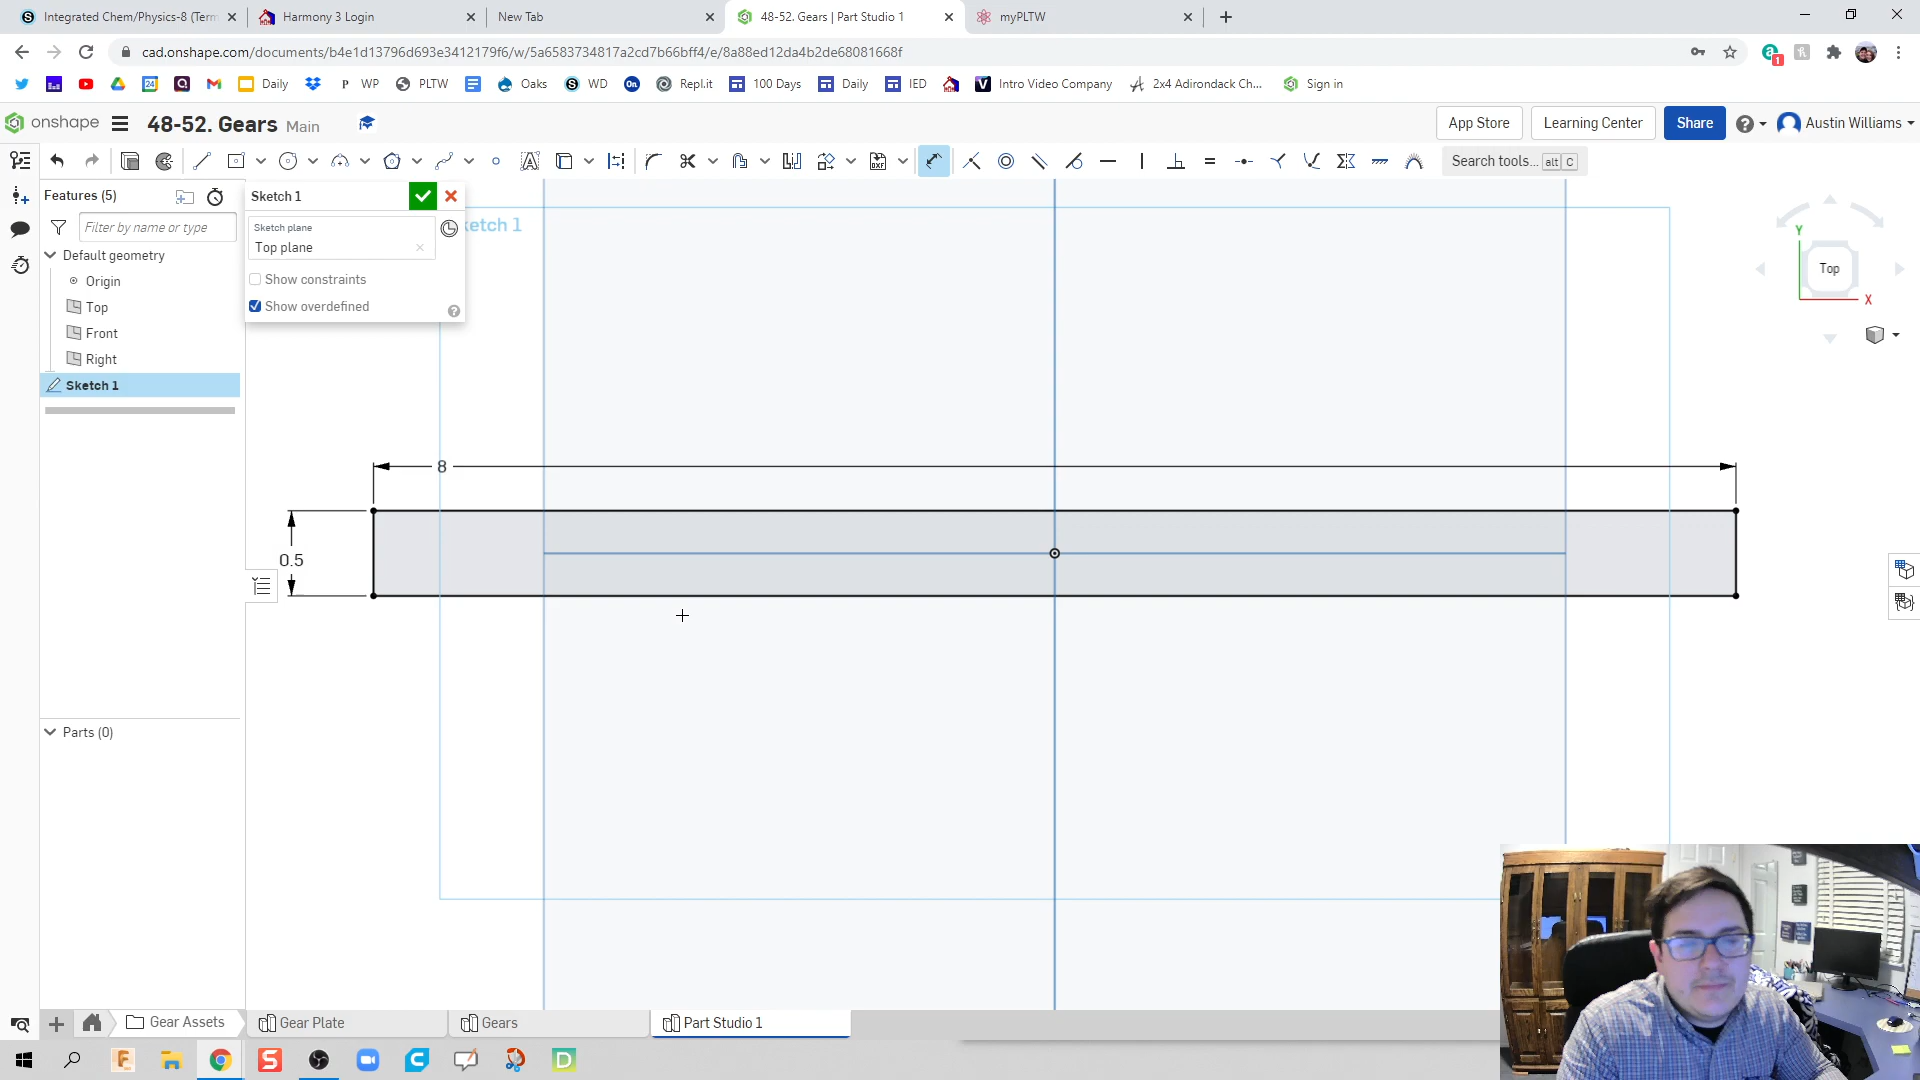 Integrated Chem/Physics-8 (Tern
Harmony 3 Login
New Tab
48-52. Gears | Part Studio 1
myPLTW
cad.onshape.com/documents/b4e1d13796d693e3412179f6/w/5a6583734817a2cd7b66bff4/e/8a88ed12da4b2de68081668f
1
24
Daily
P WP
PLTW
Oaks
S WD
On
Repl.it
100 Days
Daily
IED
V Intro Video Company
2x4 Adirondack Ch...
Sign in
onshape
48-52. Gears Main
App Store
Learning Center
Share
Austin Williams
Search tools... alt C
Features (5)
Filter by name or type
Default geometry
Origin
Top
Front
Right
Sketch 1
Parts (0)
Sketch 1
Sketch plane
Top plane
Show constraints
Show overdefined
ketch 1
Y
Top
X
8
0.5
Gear Assets
Gear Plate
Gears
Part Studio 1